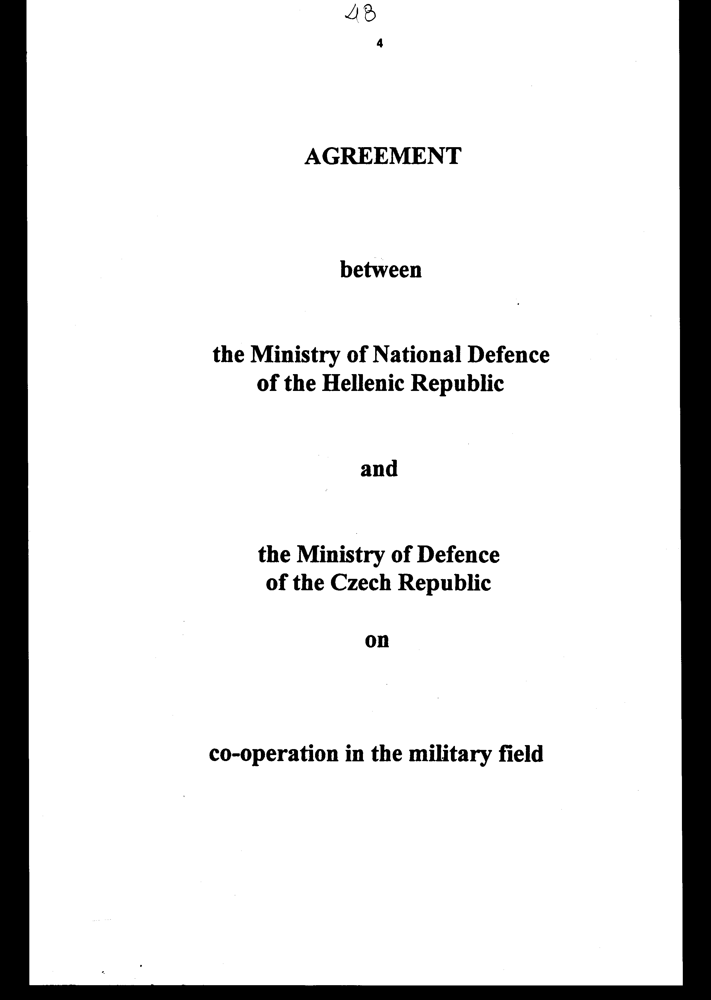 48
4
AGREEMENT
between
the Ministry of National Defence
of the Hellenic Republic
and
the Ministry of Defence
of the Czech Republic
on
co-operation in the military field